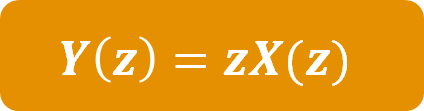 Y(z) = zX(z)